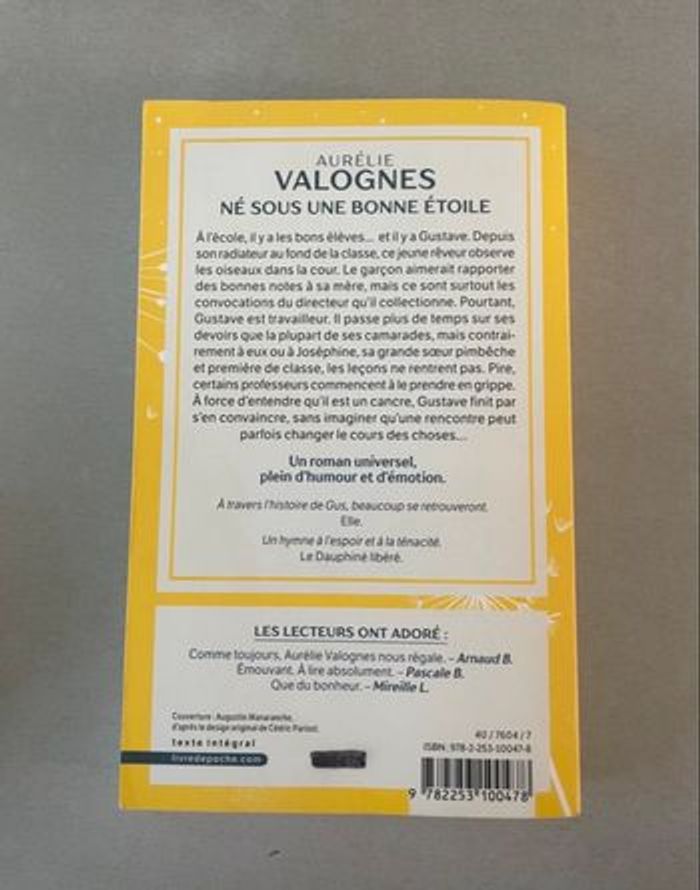 AURÉLIE
VALOGNES
NÉ SOUS UNE BONNE ÉTOILE
À l'école, il y a les bons élèves... et il y a Gustave. Depuis
son radiateur au fond de la classe, ce jeune rêveur observe
les oiseaux dans la cour. Le garçon aimerait rapporter
des bonnes notes à sa mère, mais ce sont surtout les
convocations du directeur qu'il collectionne. Pourtant,
Gustave est travailleur. Il passe plus de temps sur ses
devoirs que la plupart de ses camarades, mais contrai-
rement à eux ou à Joséphine, sa grande sœur pimbêche
et première de classe, les leçons ne rentrent pas. Pire,
certains professeurs commencent à le prendre en grippe.
À force d'entendre qu'il est un cancre, Gustave finit par
s'en convaincre, sans imaginer qu'une rencontre peut
parfois changer le cours des choses...
Un roman universel,
plein d'humour et d'émotion.
À travers l'histoire de Gus, beaucoup se retrouveront.
Elle.
Un hymne à l'espoir et à la ténacité.
Le Dauphiné libéré.
LES LECTEURS ONT ADORÉ :
Comme toujours, Aurélie Valognes nous régale. – Arnaud B.
Émouvant. À lire absolument. – Pascale B.
Que du bonheur. – Mireille L.
Couverture : Augustin Manaranche,
d'après le design original de Cédric Parisot.
texte intégral
livredepoche.com
40 / 7604 / 7
ISBN : 978-2-253-10047-8
9 782253 100478